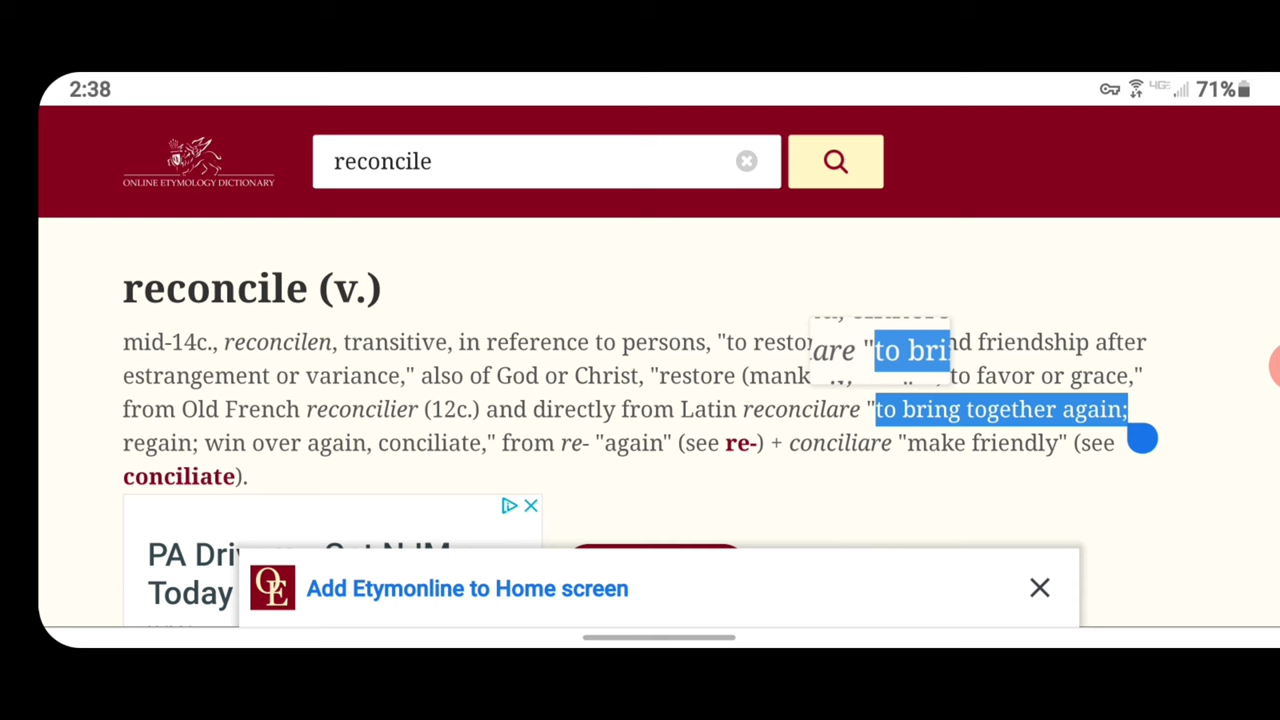 2:38
4GE 71%
ONLINE ETYMOLOGY DICTIONARY
reconcile
reconcile (v.)
mid-14c., reconcilen, transitive, in reference to persons, "to restor nd friendship after
are "to bri
estrangement or variance," also of God or Christ, "restore (mank to favor or grace,"
from Old French reconcilier (12c.) and directly from Latin reconcilare "to bring together again;
regain; win over again, conciliate," from re- "again" (see re-) + conciliare "make friendly" (see
conciliate).
PA Dri
Today
OE Add Etymonline to Home screen